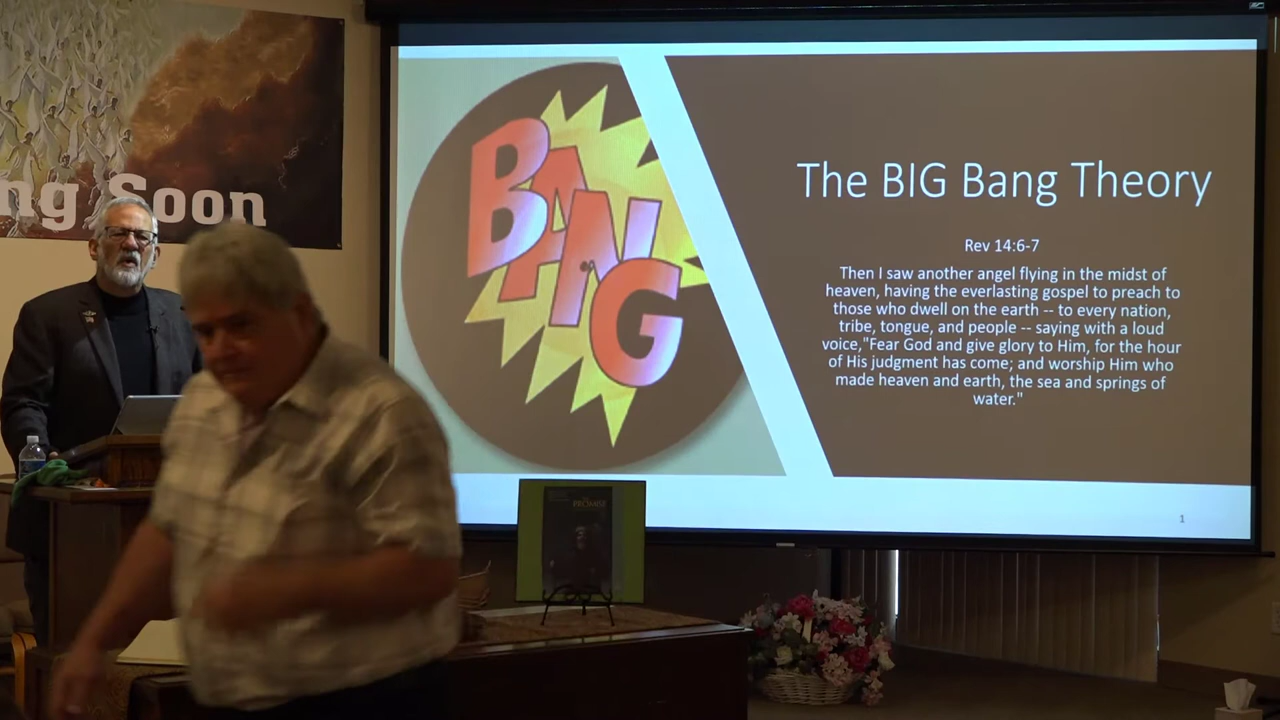 ng Soon
BANG
The BIG Bang Theory
Rev 14:6-7
Then I saw another angel flying in the midst of
heaven, having the everlasting gospel to preach to
those who dwell on the earth -- to every nation,
tribe, tongue, and people -- saying with a loud
voice,"Fear God and give glory to Him, for the hour
of His judgment has come; and worship Him who
made heaven and earth, the sea and springs of
water."
1
PROMISE